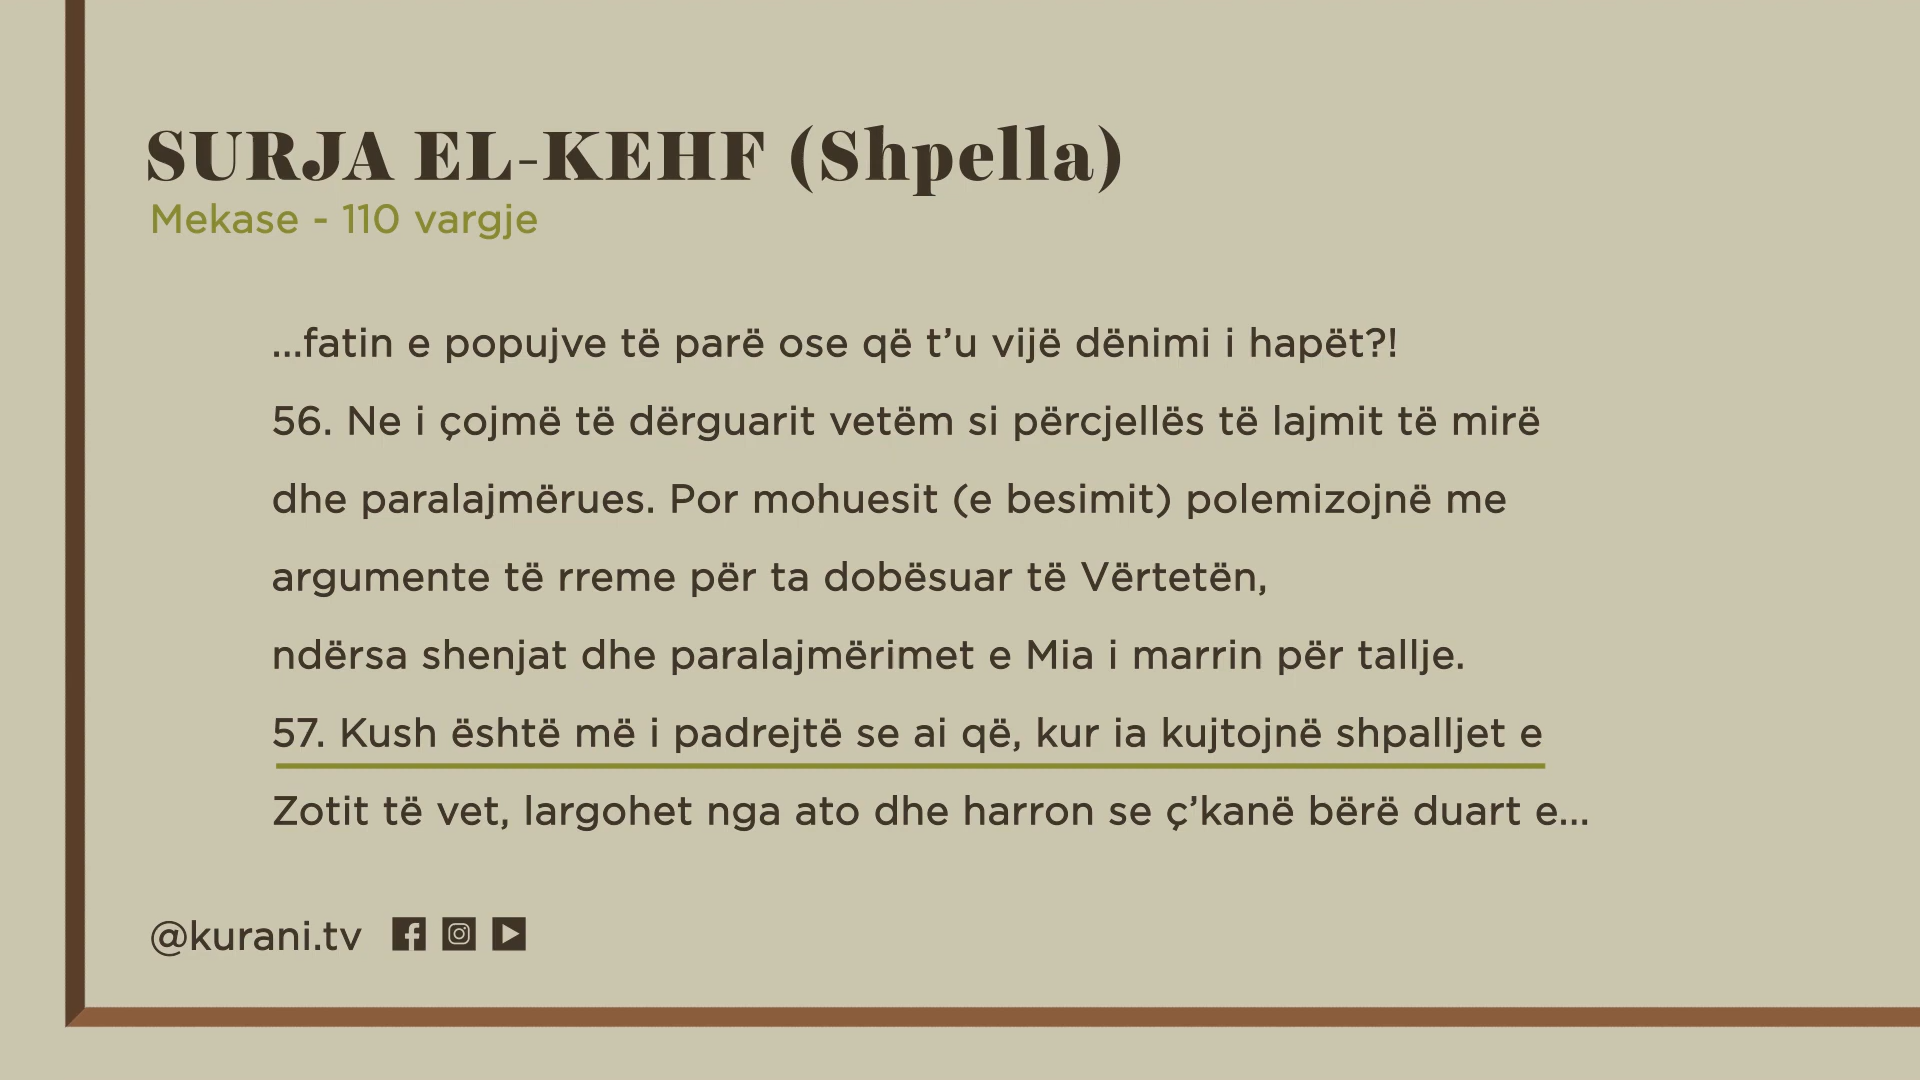 SURJA EL-KEHF (Shpella)
Mekase - 110 vargje
...fatin e popujve të parë ose që t’u vijë dënimi i hapët?!
56. Ne i çojmë të dërguarit vetëm si përcjellës të lajmit të mirë
dhe paralajmërues. Por mohuesit (e besimit) polemizojnë me
argumente të rreme për ta dobësuar të Vërtetën,
ndërsa shenjat dhe paralajmërimet e Mia i marrin për tallje.
57. Kush është më i padrejtë se ai që, kur ia kujtojnë shpalljet e
Zotit të vet, largohet nga ato dhe harron se ç’kanë bërë duart e...
@kurani.tv